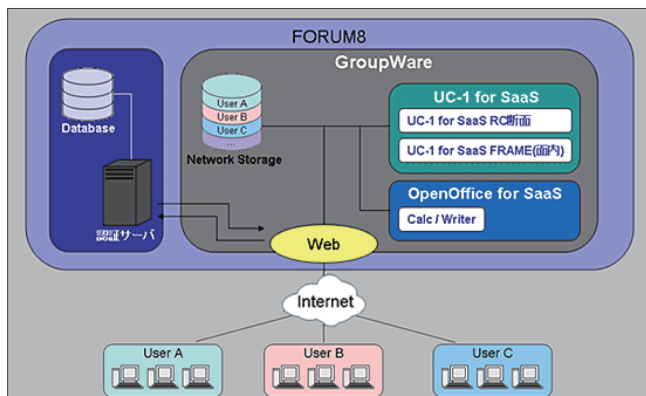 FORUM8
GroupWare
Database
認証サーバ
User A
User B
User C
...
Network Storage
UC-1 for SaaS
UC-1 for SaaS RC断面
UC-1 for SaaS FRAME(面内)
OpenOffice for SaaS
Calc / Writer
Web
Internet
User A
User B
User C